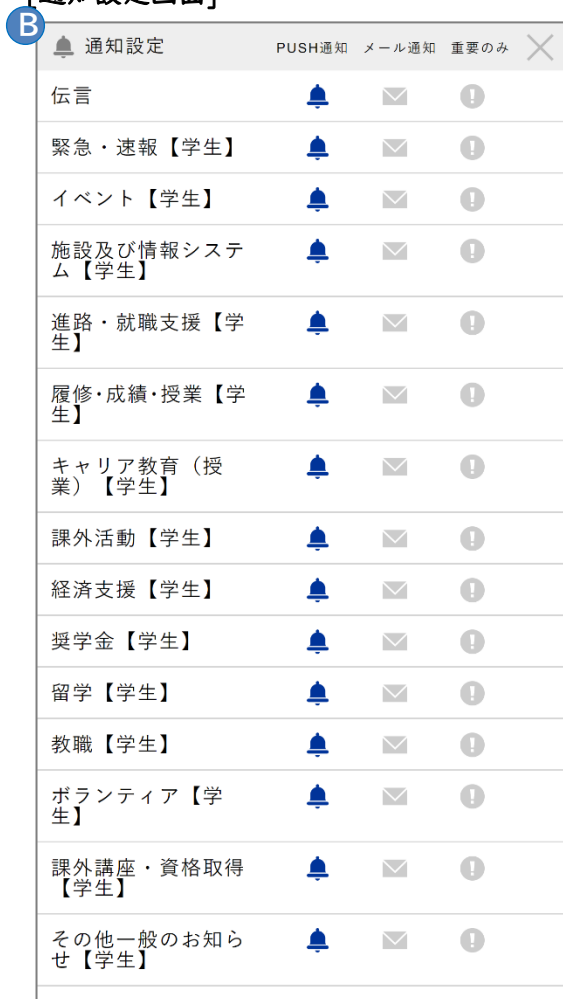 [通知設定画面]
B
通知設定 PUSH通知 メール通知 重要のみ
伝言
緊急・速報【学生】
イベント【学生】
施設及び情報システ
ム【学生】
進路・就職支援【学
生】
履修･成績･授業【学
生】
キャリア教育（授
業）【学生】
課外活動【学生】
経済支援【学生】
奨学金【学生】
留学【学生】
教職【学生】
ボランティア【学
生】
課外講座・資格取得
【学生】
その他一般のお知ら
せ【学生】